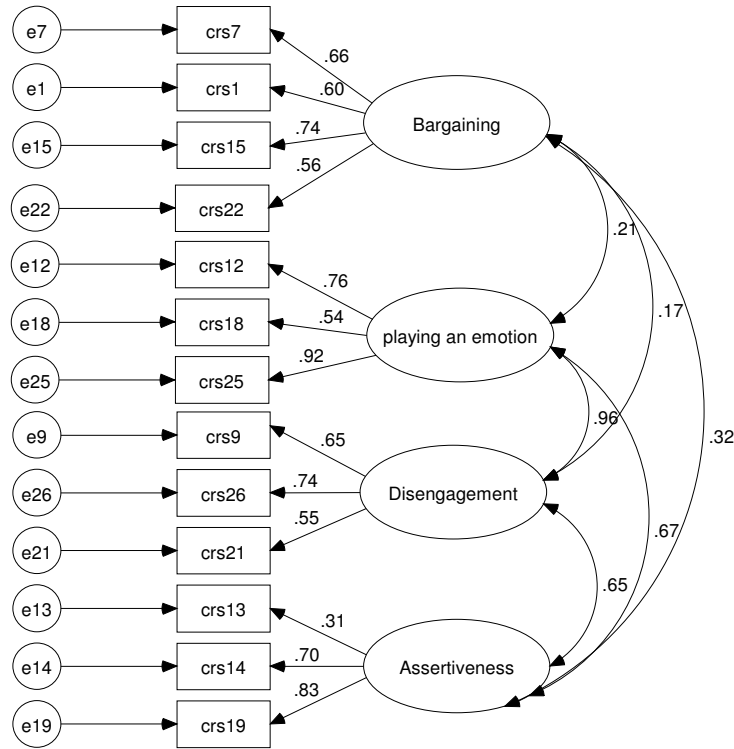 e7 crs7
.66
e1 crs1 .60
Bargaining
e15 crs15 .74
.56
e22 crs22
.21
e12 crs12
.76
.17
e18 crs18 .54
playing an emotion
e25 crs25 .92
.96
e9 crs9
.65
.32
e26 crs26 .74
Disengagement
.67
e21 crs21 .55
.65
e13 crs13
.31
e14 crs14 .70
Assertiveness
.83
e19 crs19